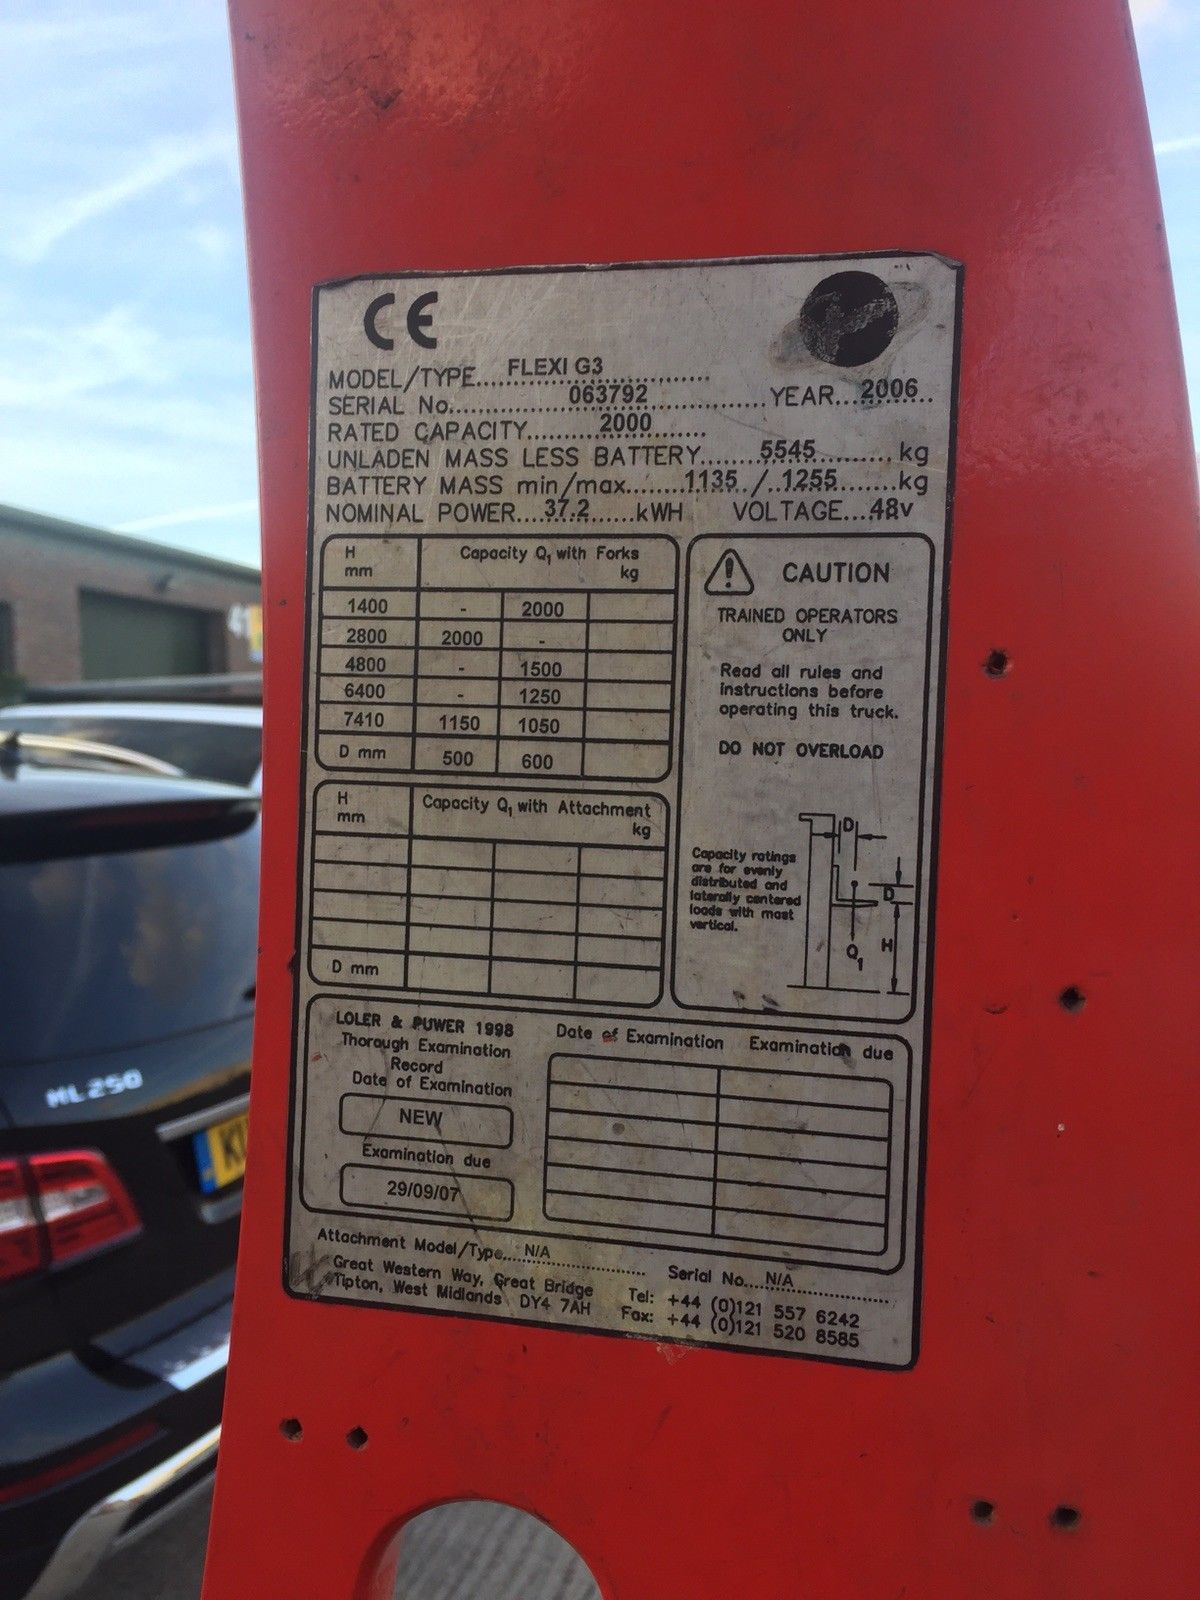 CE
MODEL/TYPE....FLEXI G3....
SERIAL No....063792.... YEAR...2006...
RATED CAPACITY....2000....
UNLADEN MASS LESS BATTERY....5545....kg
BATTERY MASS min/max....1135../..1255....kg
NOMINAL POWER...37.2...kWH VOLTAGE...48v
H mm Capacity Q1 with Forks kg
1400 - 2000
2800 2000 -
4800 - 1500
6400 - 1250
7410 1150 1050
D mm 500 600
CAUTION
TRAINED OPERATORS
ONLY
Read all rules and
instructions before
operating this truck.
DO NOT OVERLOAD
Capacity ratings
are for evenly
distributed and
laterally centered
loads with mast
vertical.
D
D
H
Q1
H mm Capacity Q1 with Attachment kg
D mm
LOLER & PUWER 1998
Thorough Examination
Record
Date of Examination
NEW
Examination due
29/09/07
Date of Examination Examination due
Attachment Model/Type...N/A.... Serial No....N/A....
Great Western Way, Great Bridge
Tipton, West Midlands DY4 7AH
Tel: +44 (0)121 557 6242
Fax: +44 (0)121 520 8585
ML 250
41